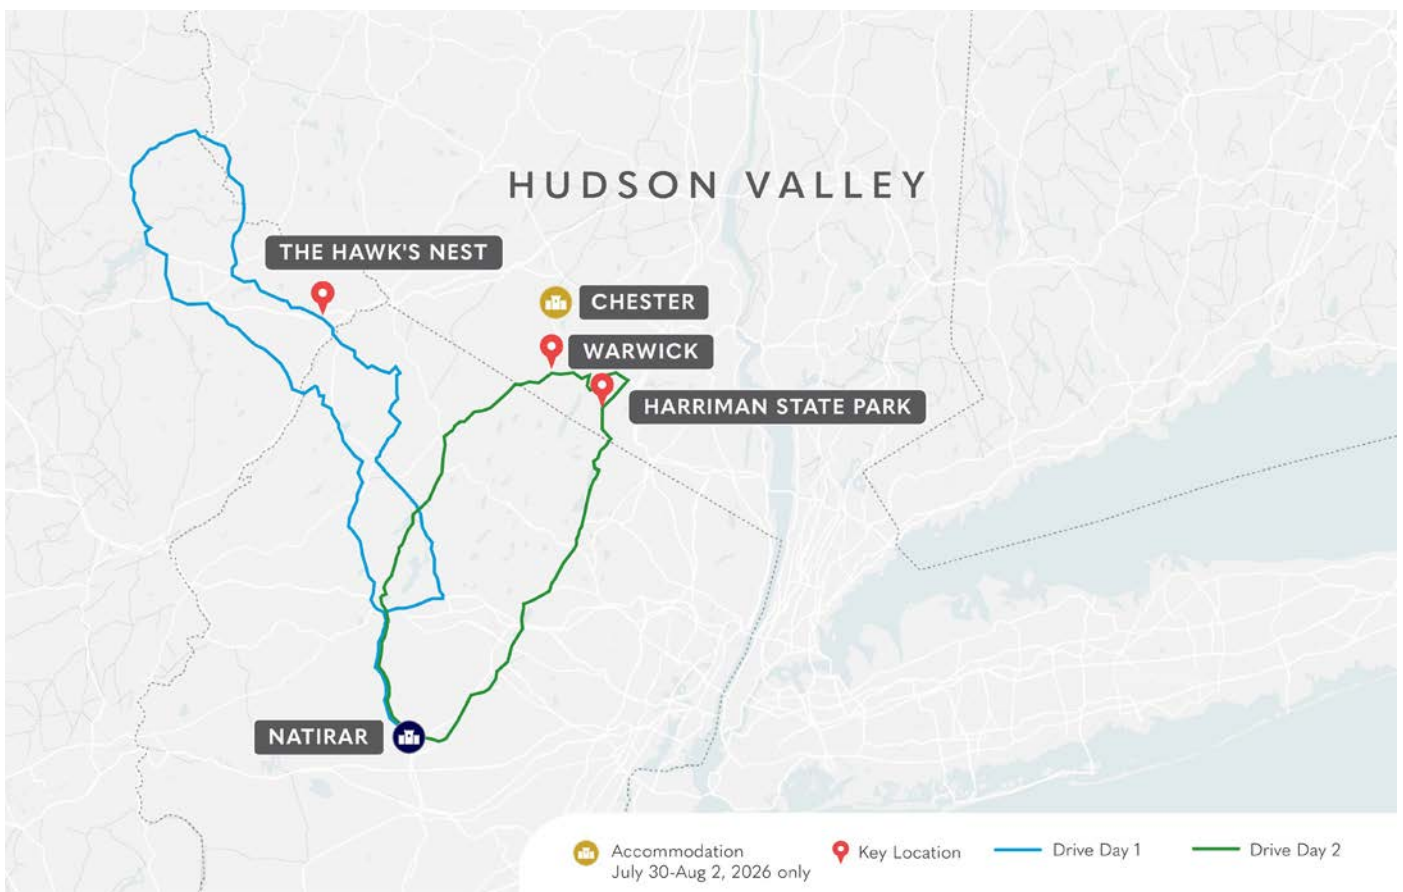 HUDSON VALLEY
THE HAWK'S NEST
CHESTER
WARWICK
HARRIMAN STATE PARK
NATIRAR
Accommodation
July 30-Aug 2, 2026 only
Key Location
Drive Day 1
Drive Day 2